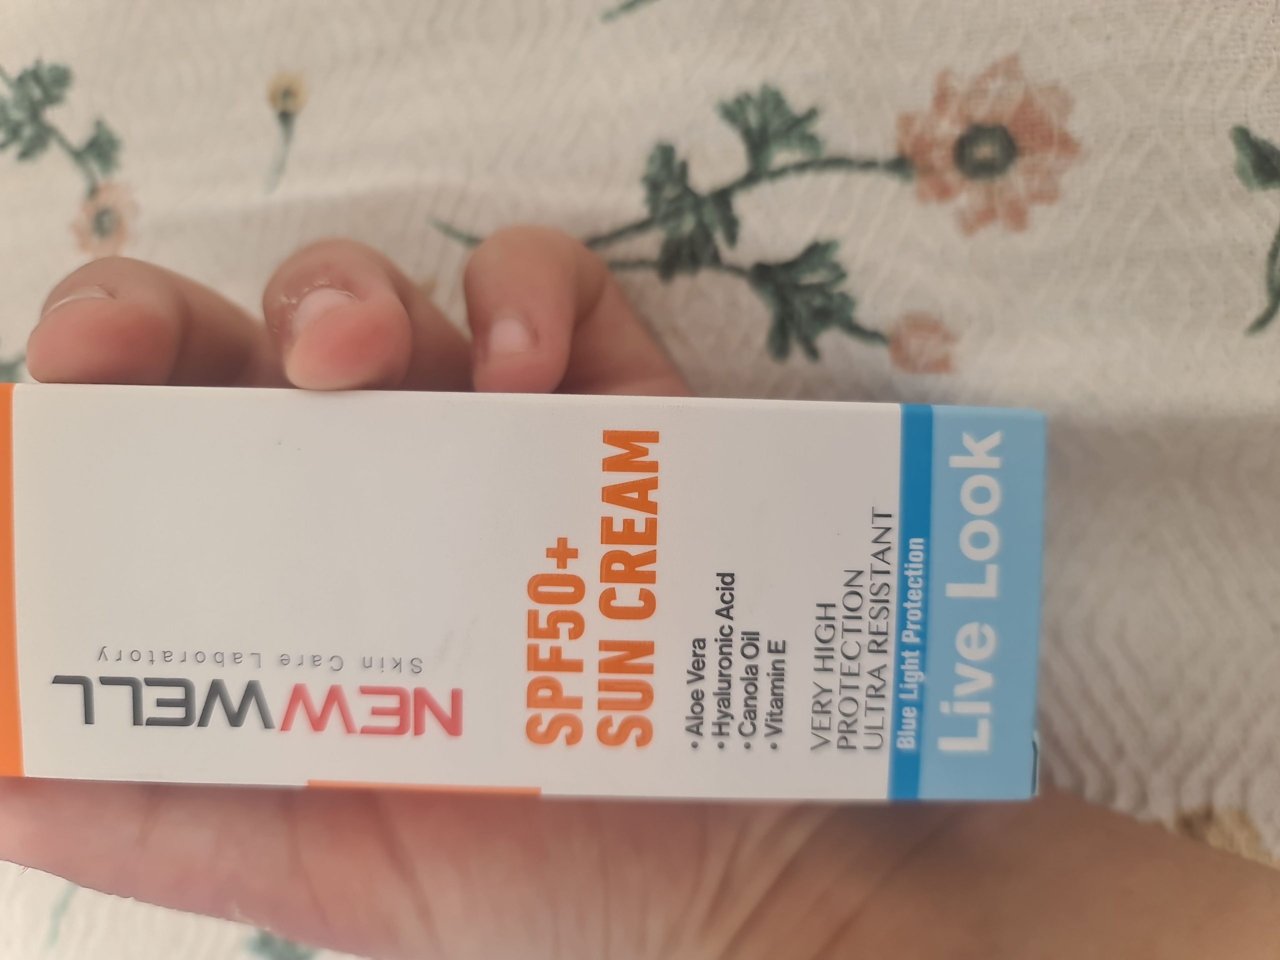 NEWWELL
Skin Care Laboratory
SPF50+
SUN CREAM
• Aloe Vera
• Hyaluronic Acid
• Canola Oil
• Vitamin E
VERY HIGH
PROTECTION
ULTRA RESISTANT
Blue Light Protection
Live Look